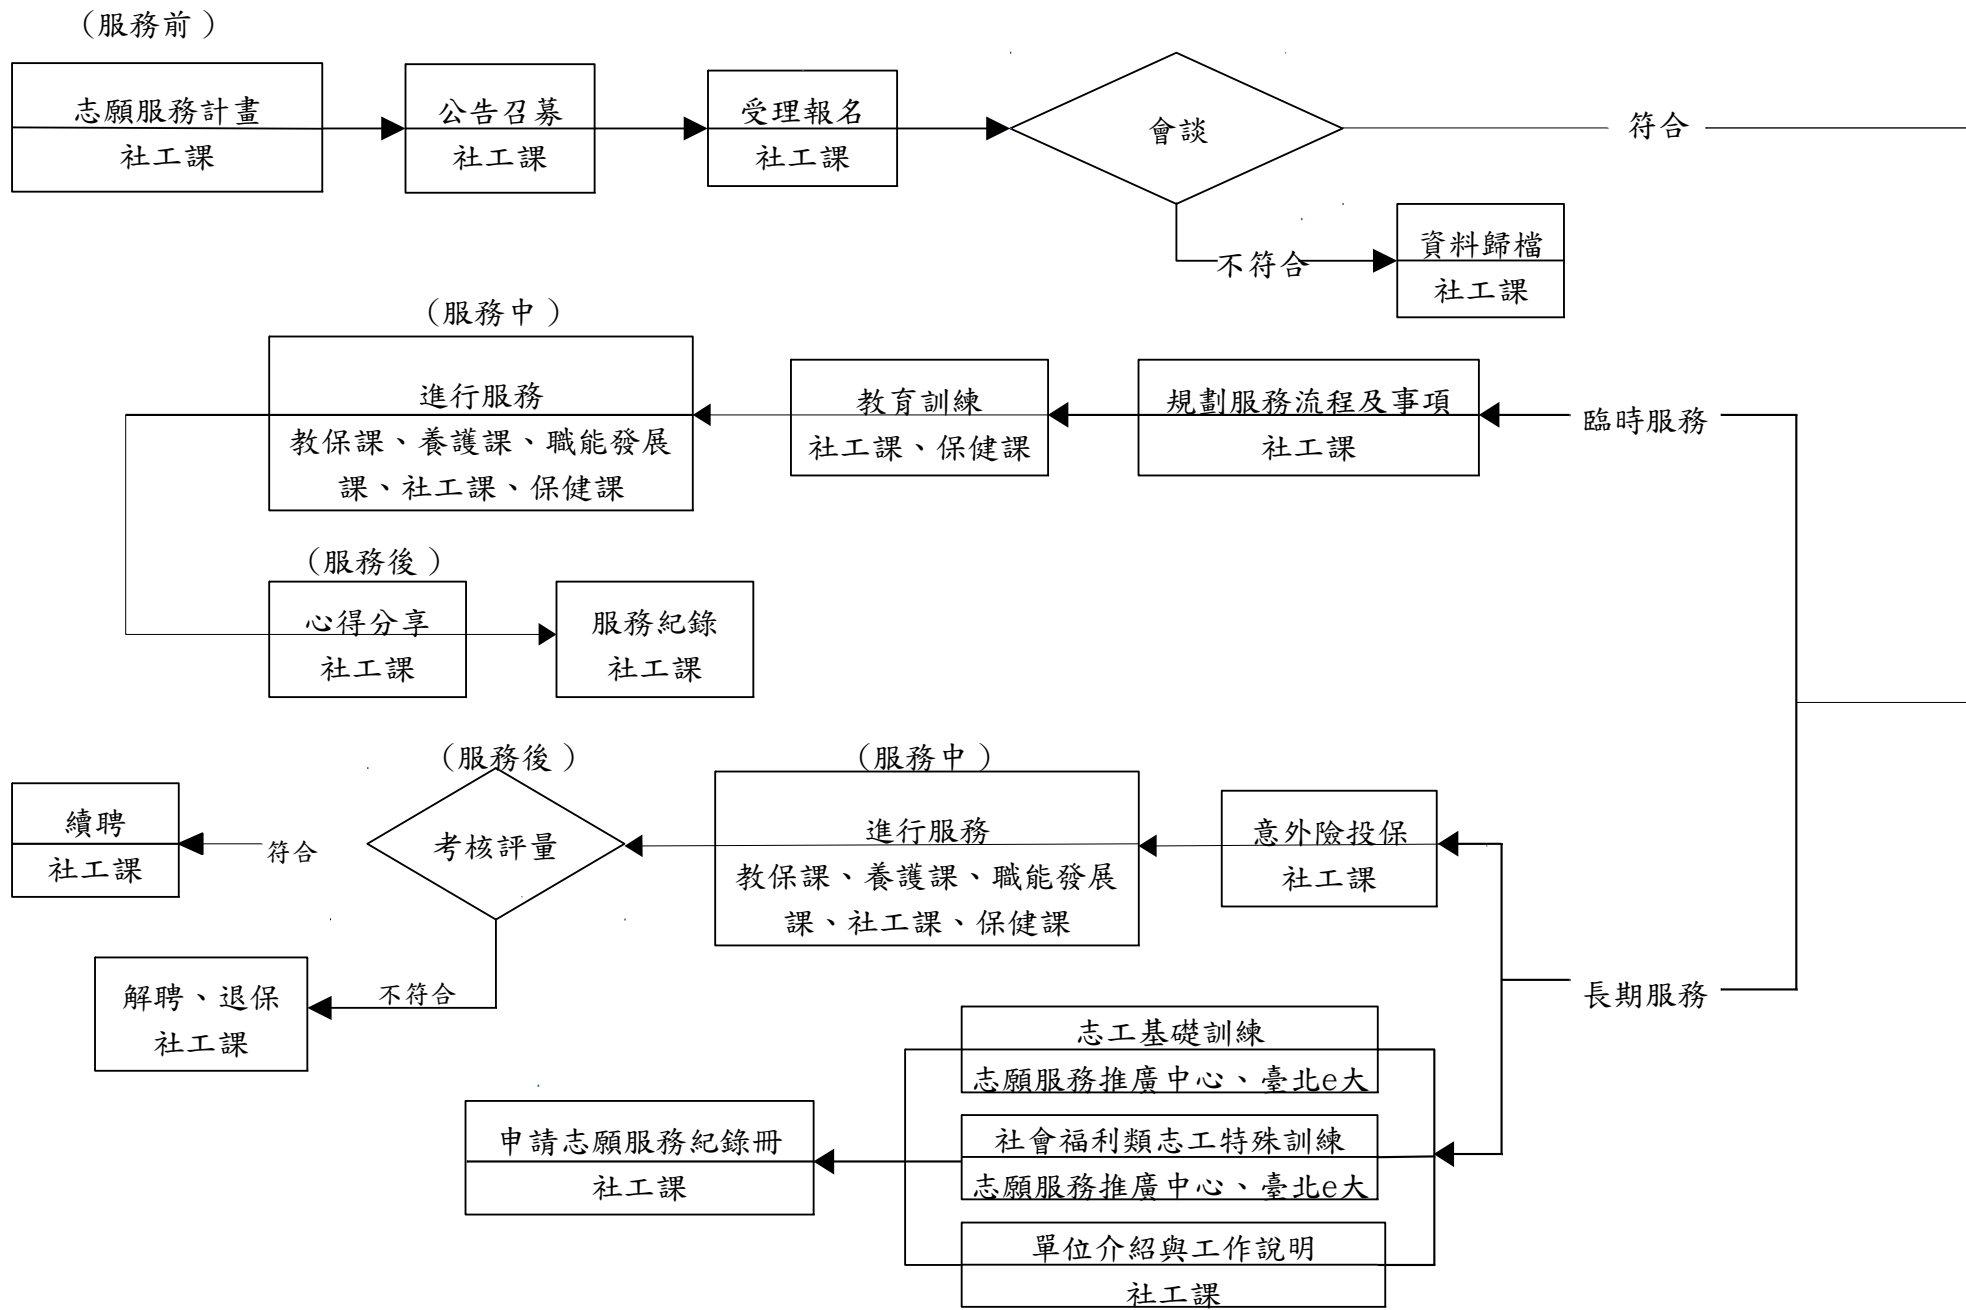 (服務前)
志願服務計畫
社工課
公告召募
社工課
受理報名
社工課
會談
符合
不符合
資料歸檔
社工課
臨時服務
規劃服務流程及事項
社工課
教育訓練
社工課、保健課
(服務中)
進行服務
教保課、養護課、職能發展
課、社工課、保健課
(服務後)
心得分享
社工課
服務紀錄
社工課
長期服務
意外險投保
社工課
(服務中)
進行服務
教保課、養護課、職能發展
課、社工課、保健課
(服務後)
考核評量
符合
續聘
社工課
不符合
解聘、退保
社工課
志工基礎訓練
志願服務推廣中心、臺北e大
社會福利類志工特殊訓練
志願服務推廣中心、臺北e大
單位介紹與工作說明
社工課
申請志願服務紀錄冊
社工課